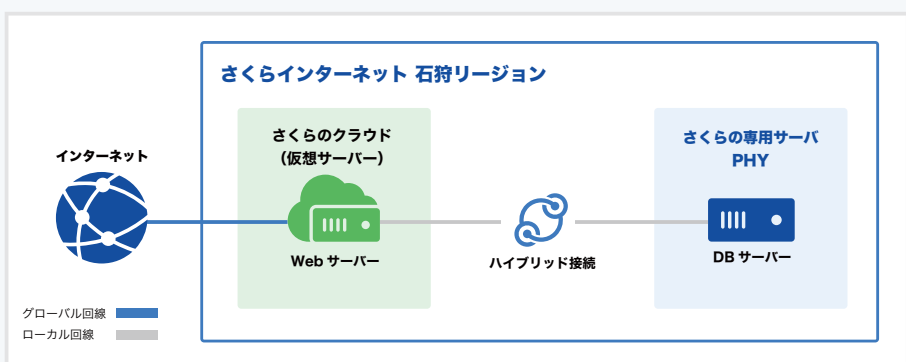 さくらインターネット 石狩リージョン
さくらのクラウド
(仮想サーバー)
さくらの専用サーバ
PHY
インターネット
Web サーバー
ハイブリッド接続
DB サーバー
グローバル回線
ローカル回線